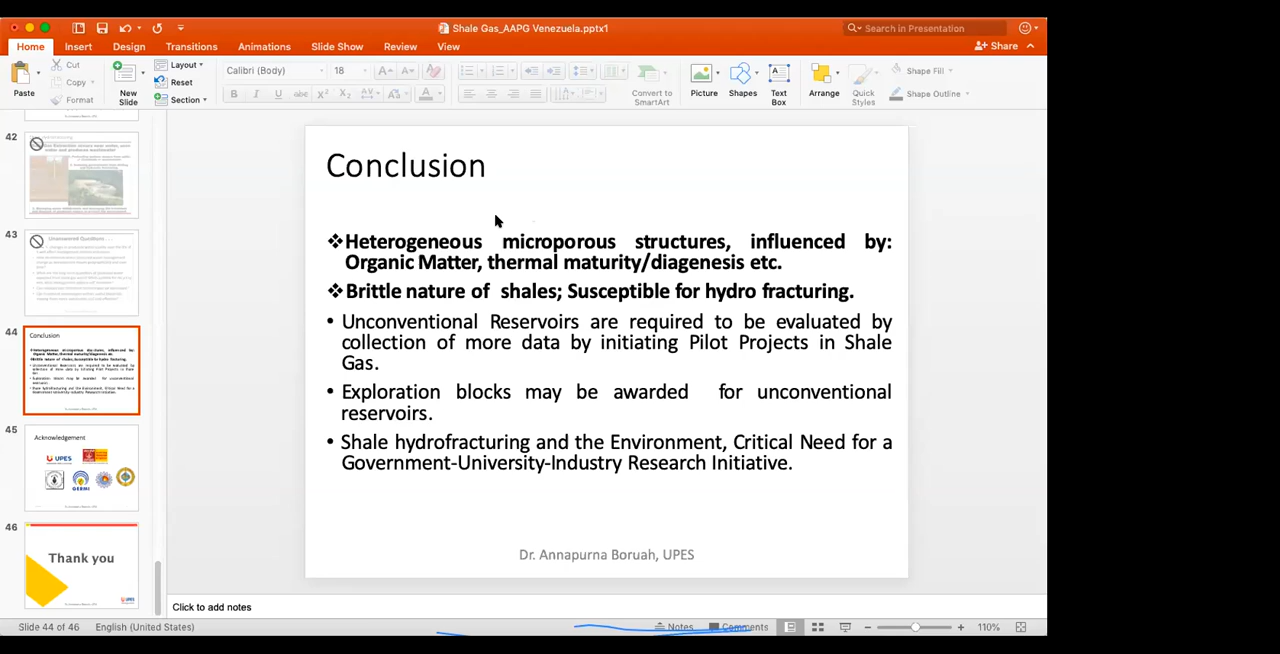 Shale Gas_AAPG Venezuela.pptx1
Search in Presentation
Home Insert Design Transitions Animations Slide Show Review View
Share
Paste
Cut
Copy
Format
New Slide
Layout
Reset
Section
Calibri (Body) 18
Convert to SmartArt
Picture
Shapes
Text Box
Arrange
Quick Styles
Shape Fill
Shape Outline
42
43
Unanswered Questions
44
Conclusion
45
Acknowledgement
UPES
GERMI
46
Thank you
UPES
Conclusion
❖Heterogeneous microporous structures, influenced by:
Organic Matter, thermal maturity/diagenesis etc.
❖Brittle nature of shales; Susceptible for hydro fracturing.
• Unconventional Reservoirs are required to be evaluated by
collection of more data by initiating Pilot Projects in Shale
Gas.
• Exploration blocks may be awarded for unconventional
reservoirs.
• Shale hydrofracturing and the Environment, Critical Need for a
Government-University-Industry Research Initiative.
Dr. Annapurna Boruah, UPES
Click to add notes
Slide 44 of 46 English (United States) Notes Comments 110%